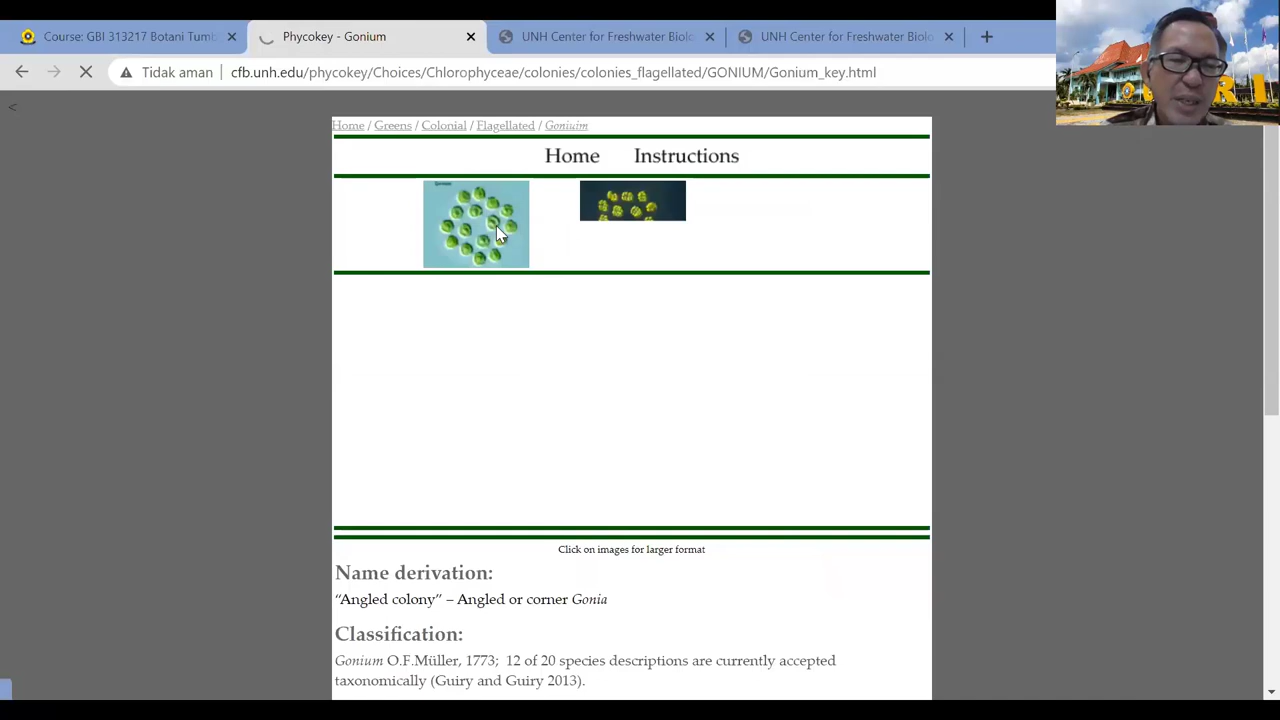 Course: GBI 313217 Botani Tumb
Phycokey - Gonium
UNH Center for Freshwater Biolo
UNH Center for Freshwater Biolo
Tidak aman
cfb.unh.edu/phycokey/Choices/Chlorophyceae/colonies/colonies_flagellated/GONIUM/Gonium_key.html
<
Home / Greens / Colonial / Flagellated / Goniuim
Home Instructions
Click on images for larger format
Name derivation:
“Angled colony” – Angled or corner Gonia
Classification:
Gonium O.F.Müller, 1773; 12 of 20 species descriptions are currently accepted
taxonomically (Guiry and Guiry 2013).